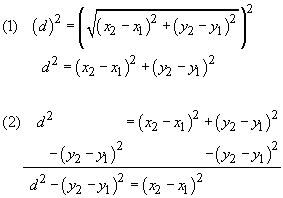 (1) (d)² = (√((x₂ − x₁)² + (y₂ − y₁)²))²
d² = (x₂ − x₁)² + (y₂ − y₁)²
(2) d² = (x₂ − x₁)² + (y₂ − y₁)²
−(y₂ − y₁)² −(y₂ − y₁)²
d² − (y₂ − y₁)² = (x₂ − x₁)²